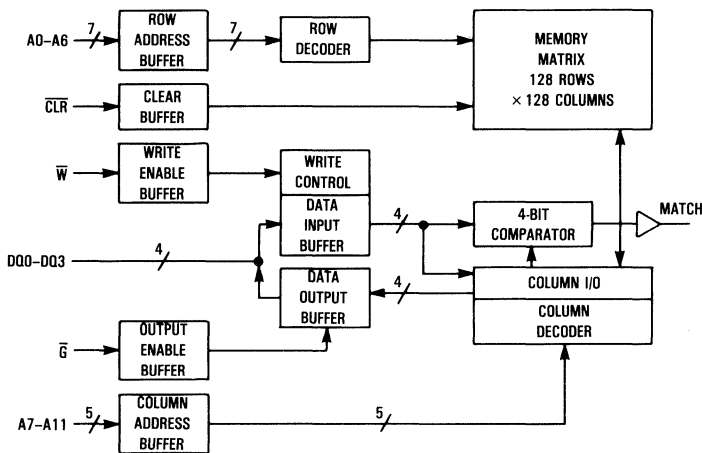 A0-A6
7
ROW
ADDRESS
BUFFER
7
ROW
DECODER
MEMORY
MATRIX
128 ROWS
× 128 COLUMNS
C̅L̅R̅
CLEAR
BUFFER
W̅
WRITE
ENABLE
BUFFER
WRITE
CONTROL
DATA
INPUT
BUFFER
4
4-BIT
COMPARATOR
MATCH
DQ0-DQ3
4
DATA
OUTPUT
BUFFER
4
COLUMN I/O
COLUMN
DECODER
G̅
OUTPUT
ENABLE
BUFFER
A7-A11
5
COLUMN
ADDRESS
BUFFER
5